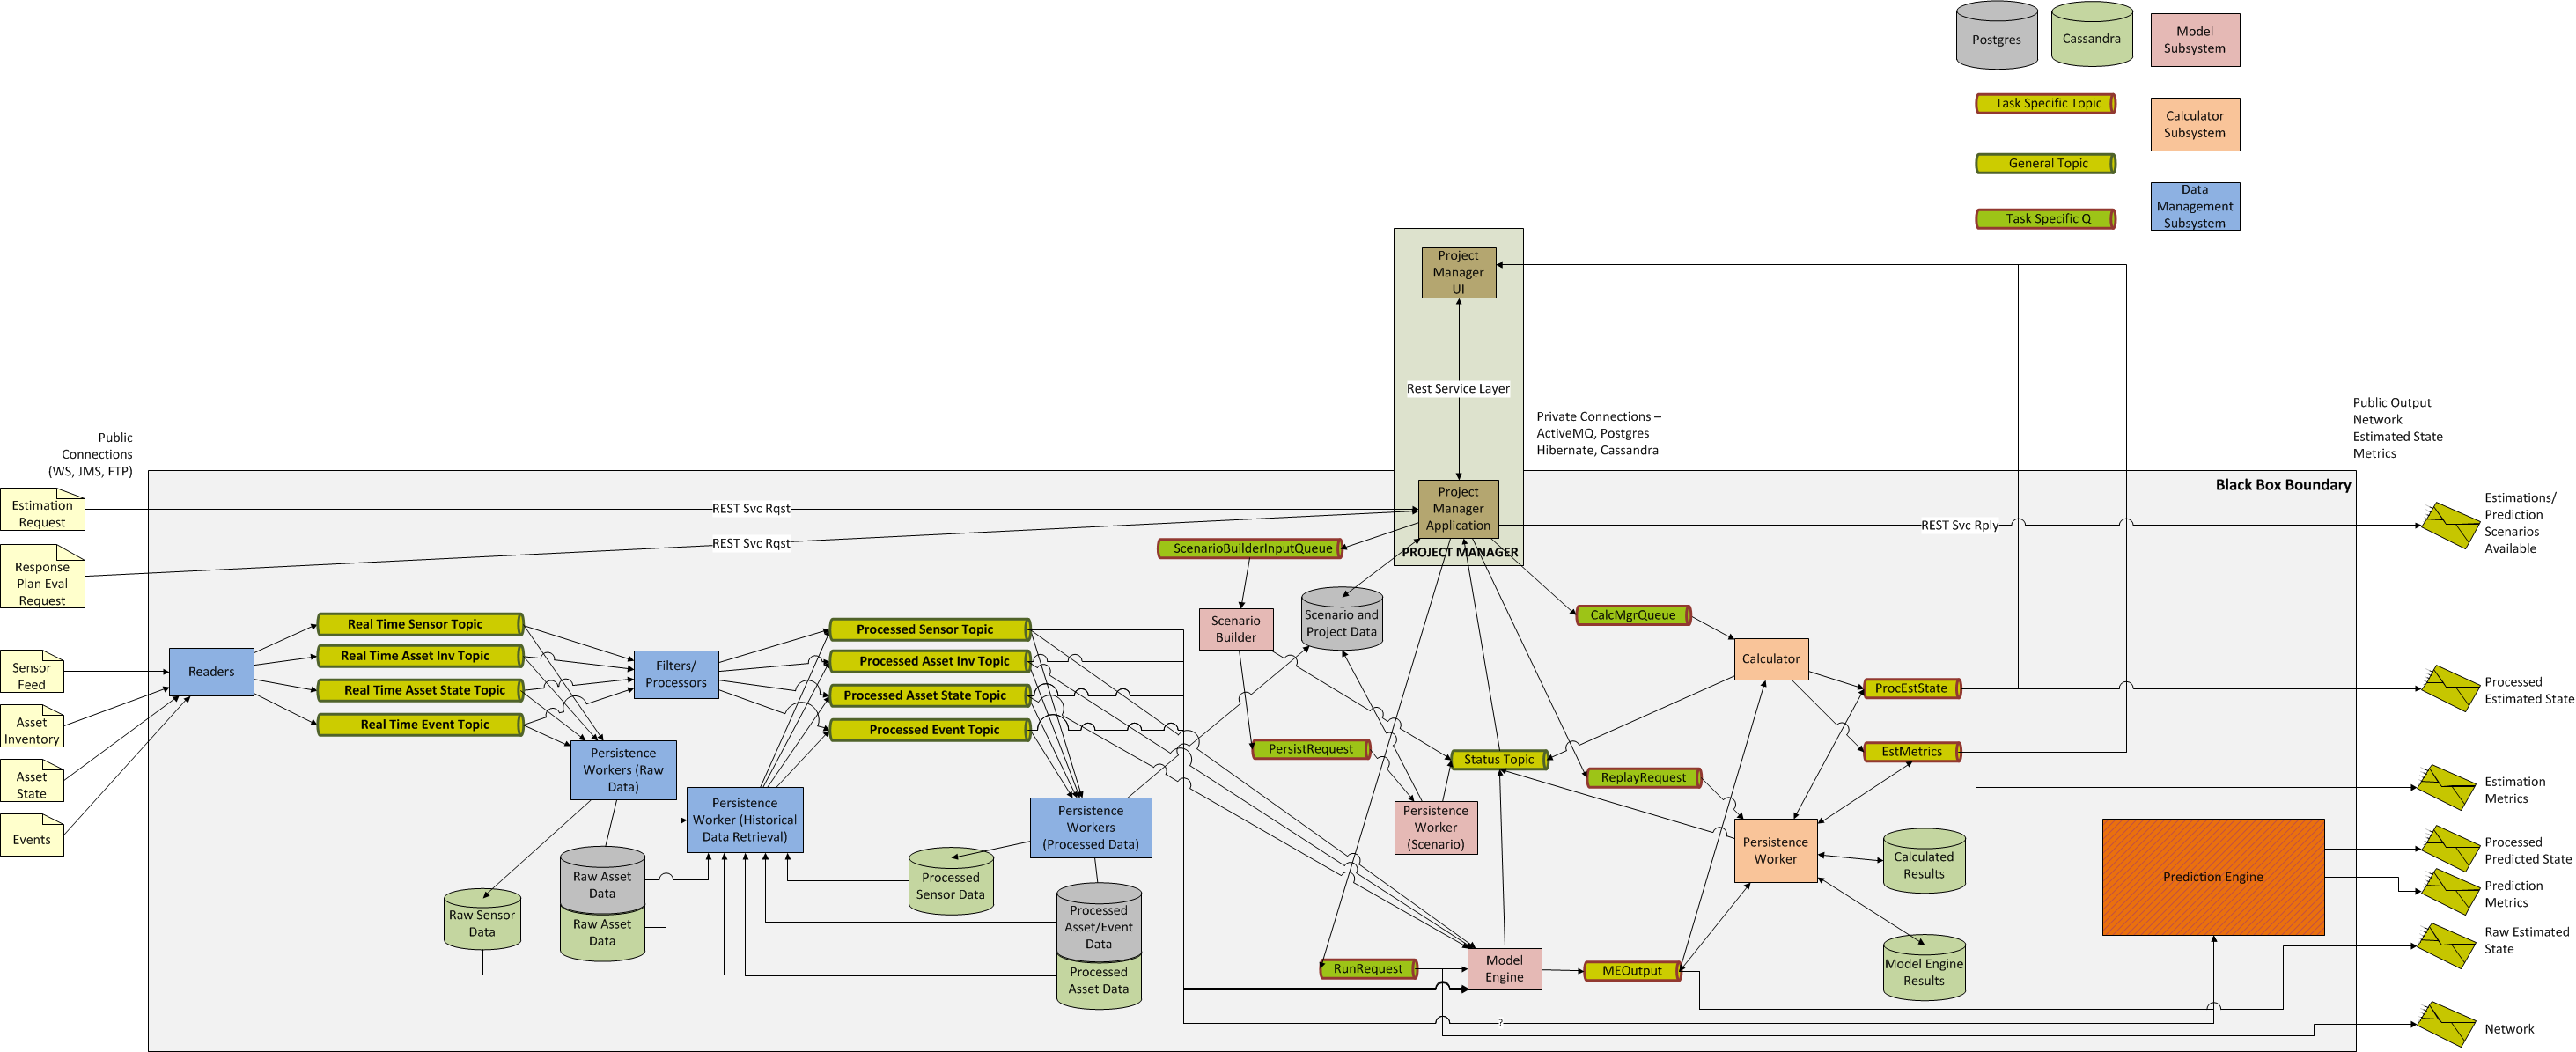 Postgres
Cassandra
Model
Subsystem
Task Specific Topic
Calculator
Subsystem
General Topic
Data
Management
Subsystem
Task Specific Q
Project
Manager
UI
Rest Service Layer
Private Connections –
ActiveMQ, Postgres
Hibernate, Cassandra
Public Output
Network
Estimated State
Metrics
Public
Connections
(WS, JMS, FTP)
Black Box Boundary
Estimation
Request
REST Svc Rqst
Project
Manager
Application
PROJECT MANAGER
REST Svc Rply
Estimations/
Prediction
Scenarios
Available
Response
Plan Eval
Request
REST Svc Rqst
ScenarioBuilderInputQueue
Scenario
Builder
Scenario and
Project Data
CalcMgrQueue
Calculator
Sensor
Feed
Asset
Inventory
Asset
State
Events
Readers
Real Time Sensor Topic
Real Time Asset Inv Topic
Real Time Asset State Topic
Real Time Event Topic
Filters/
Processors
Processed Sensor Topic
Processed Asset Inv Topic
Processed Asset State Topic
Processed Event Topic
ProcEstState
Processed
Estimated State
PersistRequest
Status Topic
EstMetrics
ReplayRequest
Estimation
Metrics
Persistence
Workers (Raw
Data)
Persistence
Worker (Historical
Data Retrieval)
Persistence
Workers
(Processed Data)
Persistence
Worker
(Scenario)
Persistence
Worker
Calculated
Results
Prediction Engine
Processed
Predicted State
Prediction
Metrics
Raw Sensor
Data
Raw Asset
Data
Raw Asset
Data
Processed
Sensor Data
Processed
Asset/Event
Data
Processed
Asset Data
RunRequest
Model
Engine
MEOutput
Model Engine
Results
Raw Estimated
State
?
Network